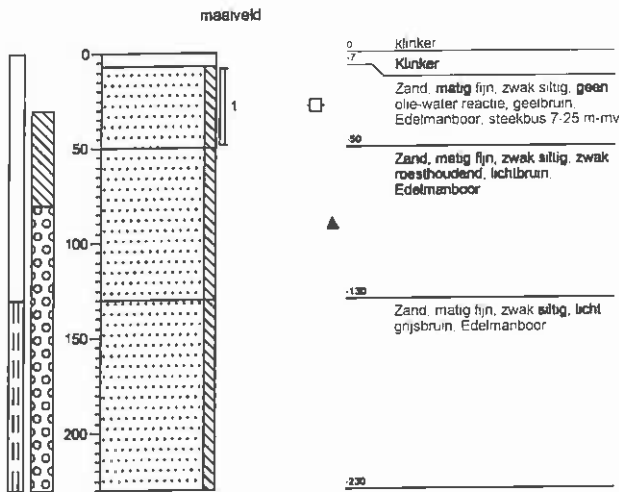 maaiveld
0
50
100
150
200
1
0 klinker
-7 Klinker
Zand, matig fijn, zwak siltig, geen
olie-water reactie, geelbruin,
Edelmanboor, steekbus 7-25 m-mv
-50
Zand, matig fijn, zwak siltig, zwak
roesthoudend, lichtbruin,
Edelmanboor
-130
Zand, matig fijn, zwak siltig, licht
grijsbruin, Edelmanboor
-230